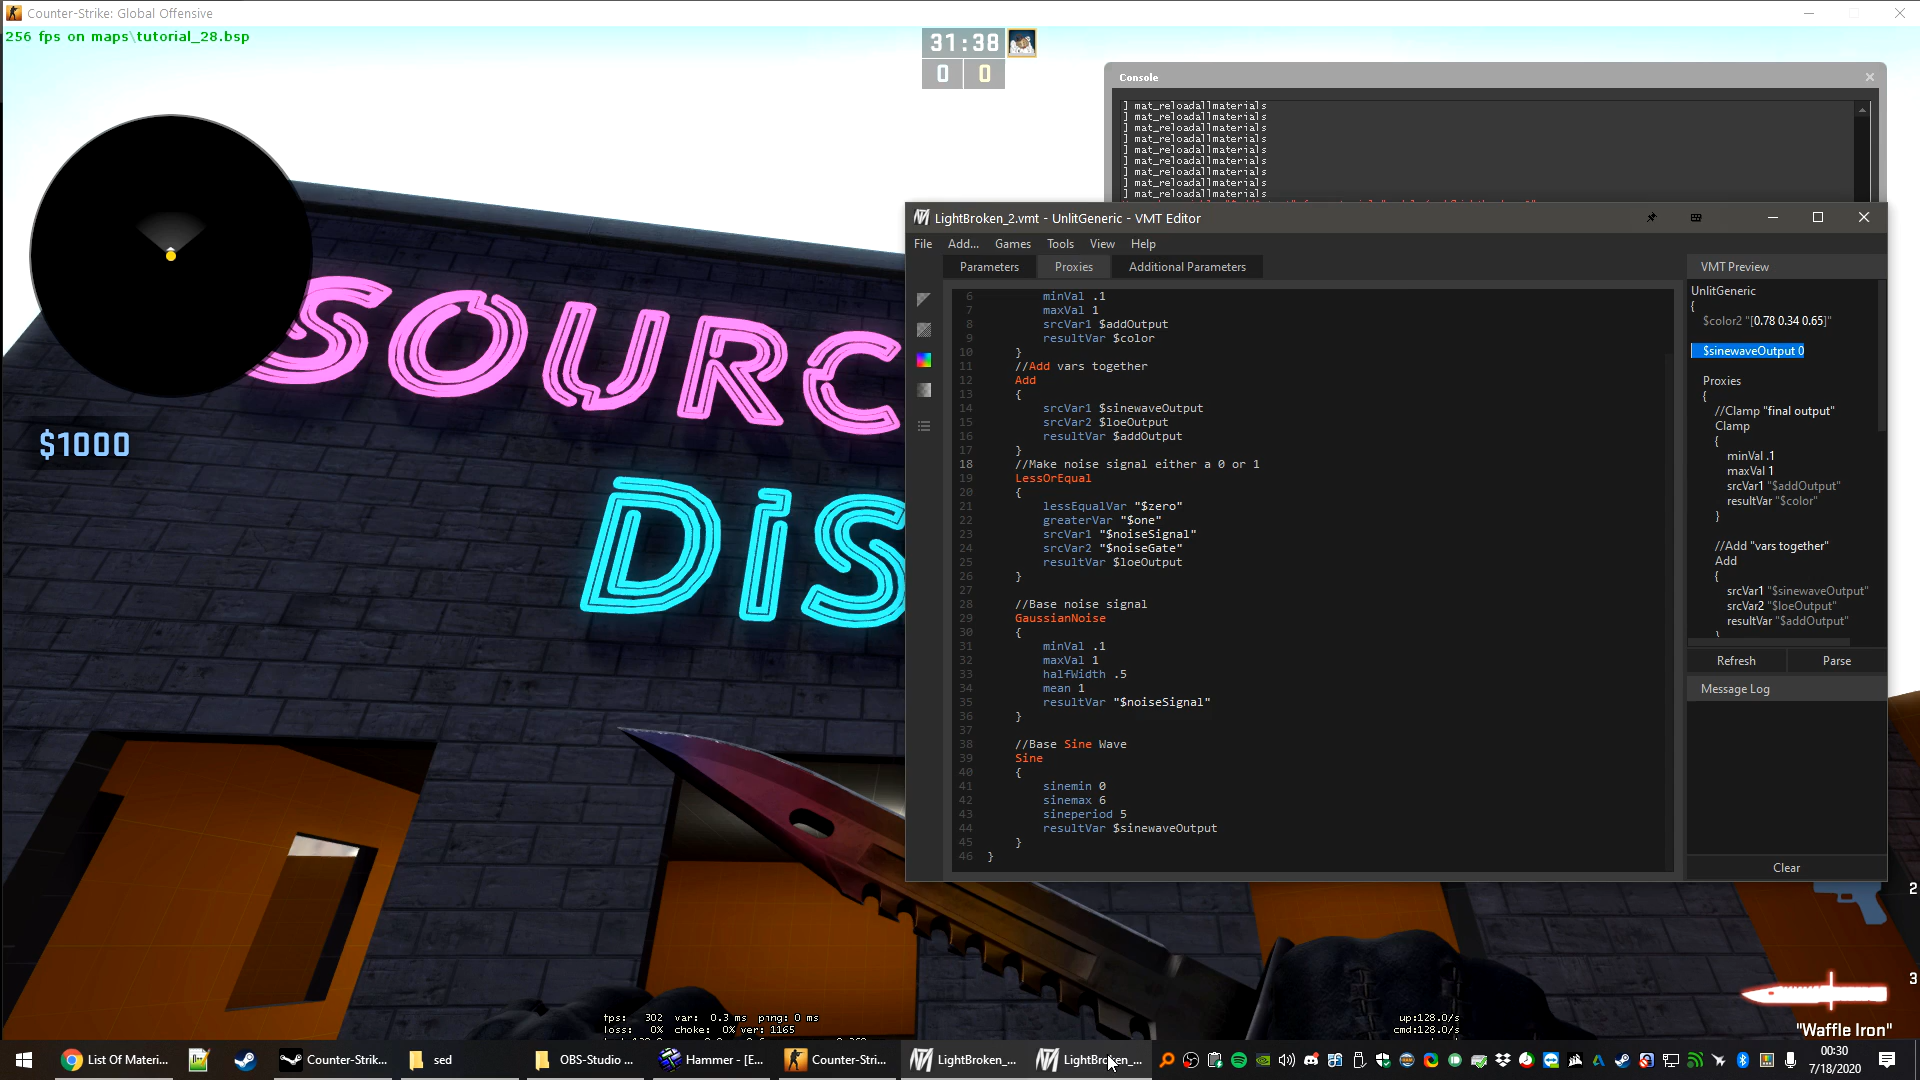 Counter-Strike: Global Offensive
256 fps on maps\tutorial_28.bsp
31:38
0 0
$1000
SOURC
DIS
Console
] mat_reloadallmaterials
] mat_reloadallmaterials
] mat_reloadallmaterials
] mat_reloadallmaterials
] mat_reloadallmaterials
] mat_reloadallmaterials
] mat_reloadallmaterials
] mat_reloadallmaterials
] mat_reloadallmaterials
LightBroken_2.vmt - UnlitGeneric - VMT Editor
File Add... Games Tools View Help
Parameters Proxies Additional Parameters
6 minVal .1
7 maxVal 1
8 srcVar1 $addOutput
9 resultVar $color
10 }
11 //Add vars together
12 Add
13 {
14 srcVar1 $sinewaveOutput
15 srcVar2 $loeOutput
16 resultVar $addOutput
17 }
18 //Make noise signal either a 0 or 1
19 LessOrEqual
20 {
21 lessEqualVar "$zero"
22 greaterVar "$one"
23 srcVar1 "$noiseSignal"
24 srcVar2 "$noiseGate"
25 resultVar $loeOutput
26 }
27
28 //Base noise signal
29 GaussianNoise
30 {
31 minVal .1
32 maxVal 1
33 halfWidth .5
34 mean 1
35 resultVar "$noiseSignal"
36 }
37
38 //Base Sine Wave
39 Sine
40 {
41 sinemin 0
42 sinemax 6
43 sineperiod 5
44 resultVar $sinewaveOutput
45 }
46 }
VMT Preview
UnlitGeneric
{
$color2 "[0.78 0.34 0.65]"
$sinewaveOutput 0
Proxies
{
//Clamp "final output"
Clamp
{
minVal .1
maxVal 1
srcVar1 "$addOutput"
resultVar "$color"
}
//Add "vars together"
Add
{
srcVar1 "$sinewaveOutput"
srcVar2 "$loeOutput"
resultVar "$addOutput"
}
Refresh Parse
Message Log
Clear
2
3
"Waffle Iron"
fps: 302 var: 0.3 ms ping: 0 ms
loss: 0% choke: 0% ver: 1165
up:128.0/s
cmd:128.0/s
List Of Materi...
Counter-Strik...
sed
OBS-Studio ...
Hammer - [E...
Counter-Stri...
LightBroken_...
LightBroken_...
00:30
7/18/2020